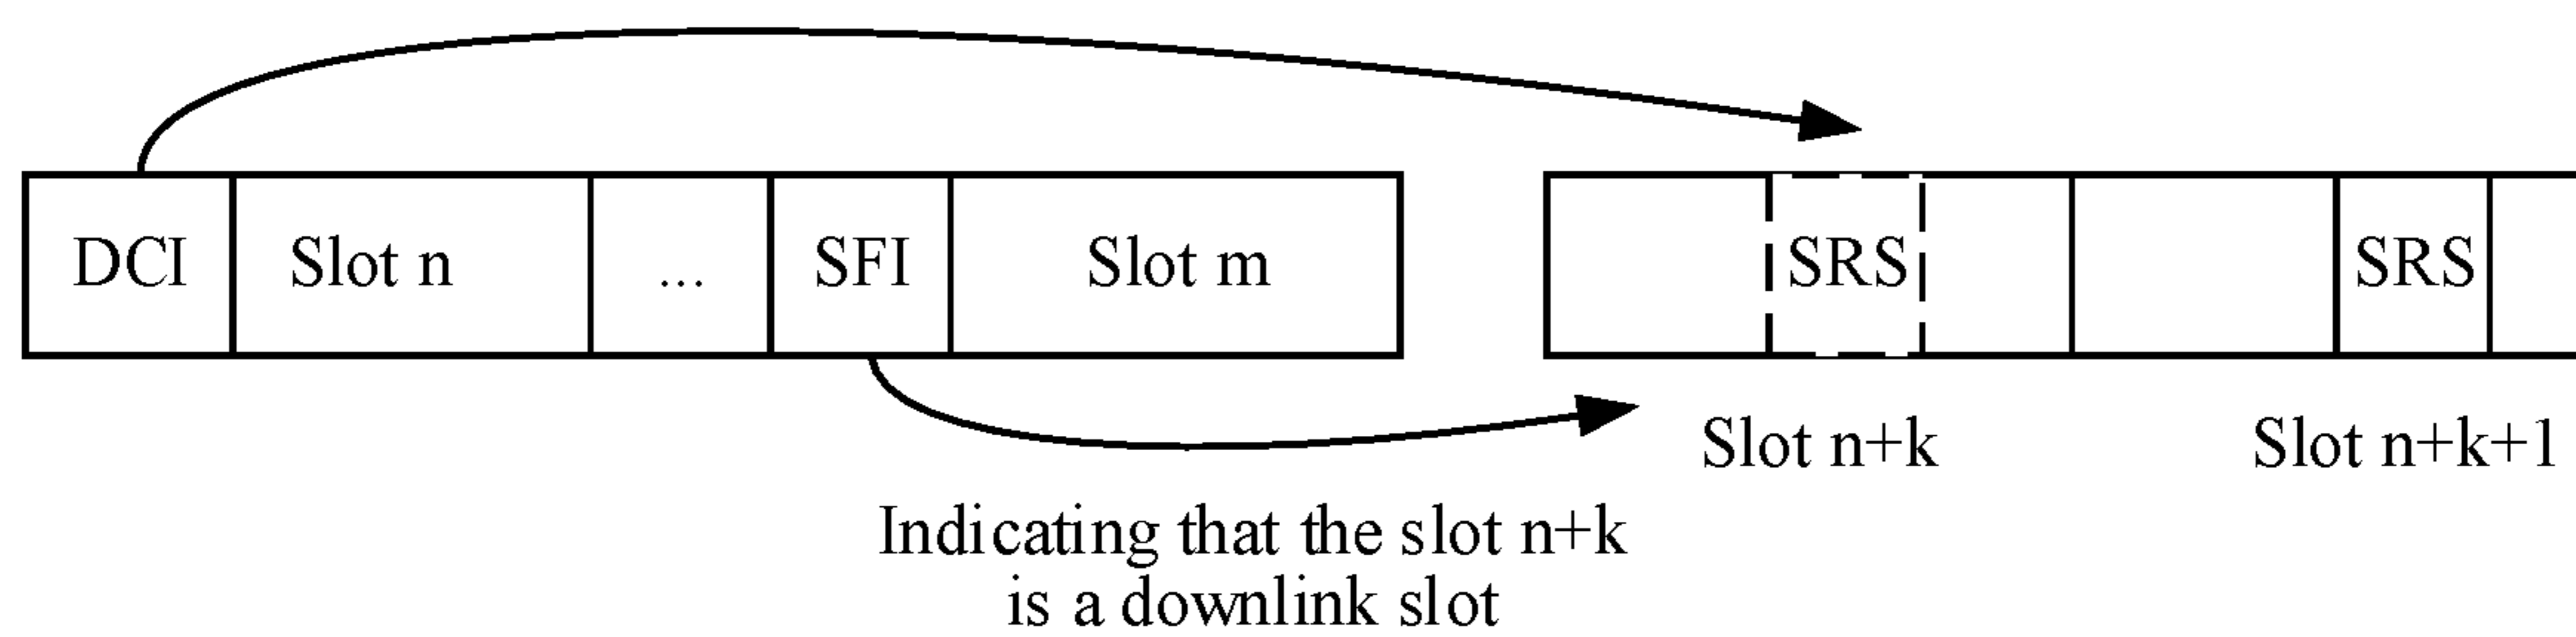 DCI Slot n ... SFI Slot m SRS SRS
Slot n+k Slot n+k+1
Indicating that the slot n+k
is a downlink slot